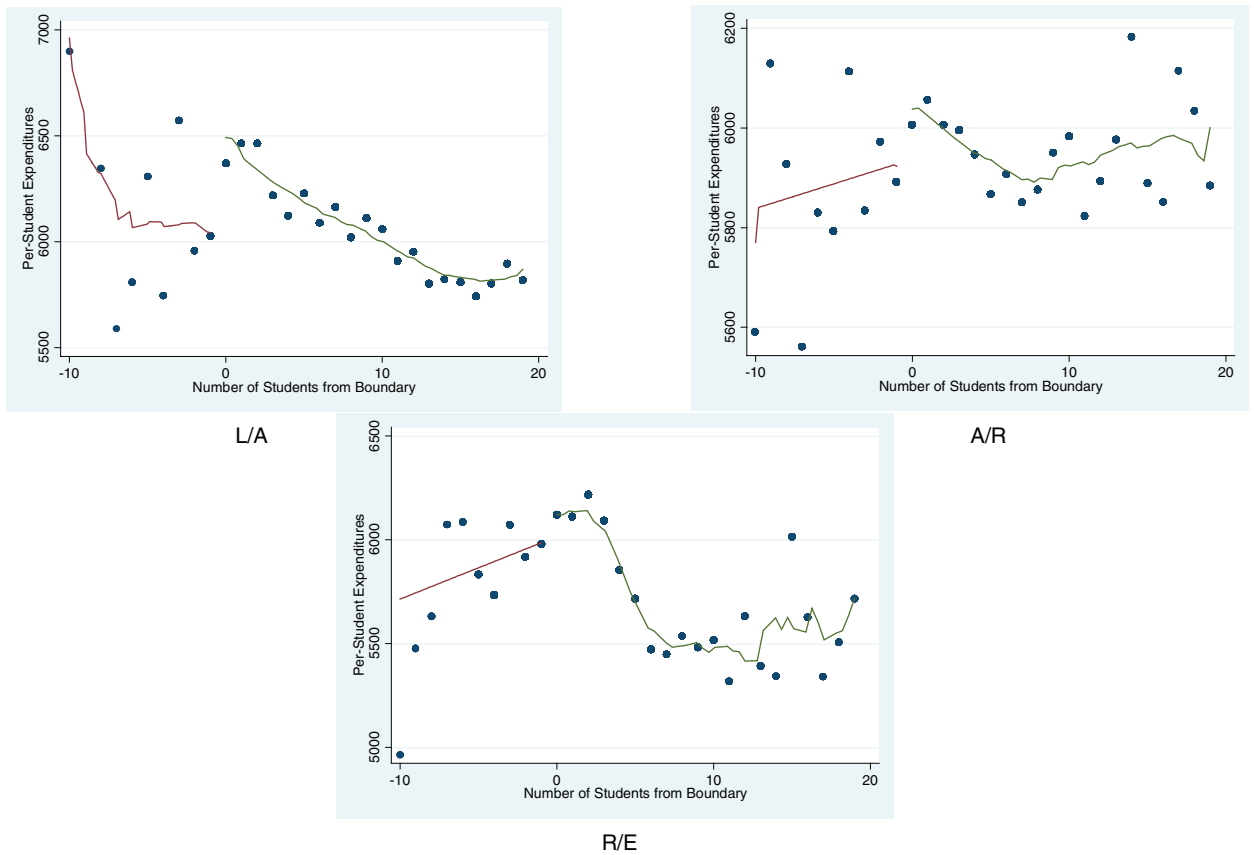 7000
6500
6000
5500
Per-Student Expenditures
-10 0 10 20
Number of Students from Boundary
L/A
6200
6000
5800
5600
Per-Student Expenditures
-10 0 10 20
Number of Students from Boundary
A/R
6500
6000
5500
5000
Per-Student Expenditures
-10 0 10 20
Number of Students from Boundary
R/E